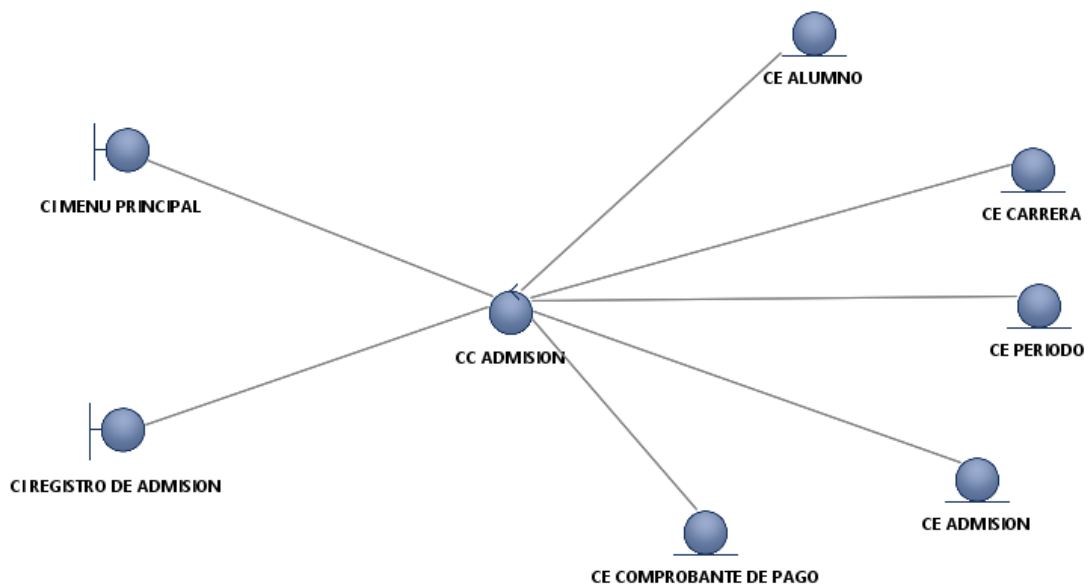 CE ALUMNO
CI MENU PRINCIPAL
CE CARRERA
CC ADMISION
CE PERIODO
CI REGISTRO DE ADMISION
CE ADMISION
CE COMPROBANTE DE PAGO